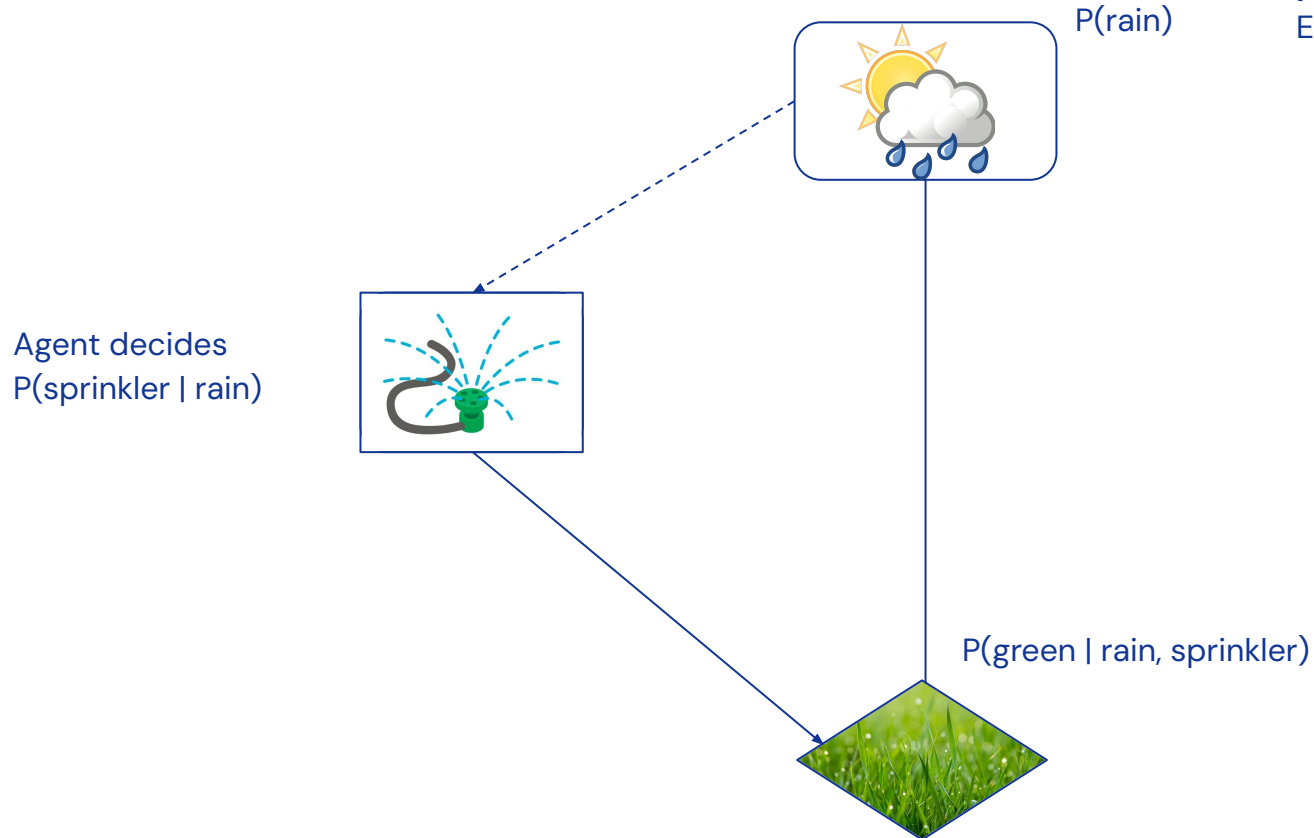 P(rain)
E
Agent decides
P(sprinkler | rain)
P(green | rain, sprinkler)